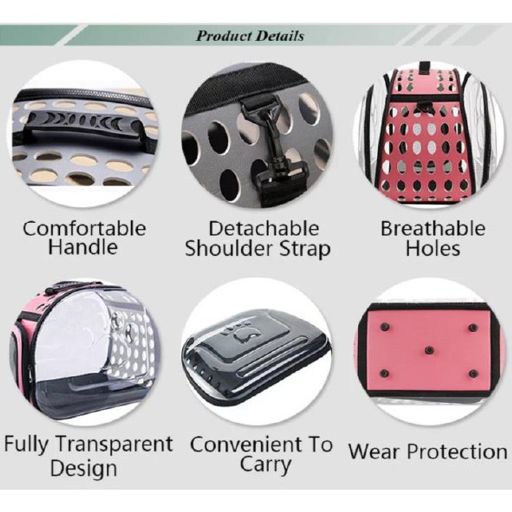 Product Details
Comfortable
Handle
Detachable
Shoulder Strap
Breathable
Holes
Fully Transparent
Design
Convenient To
Carry
Wear Protection